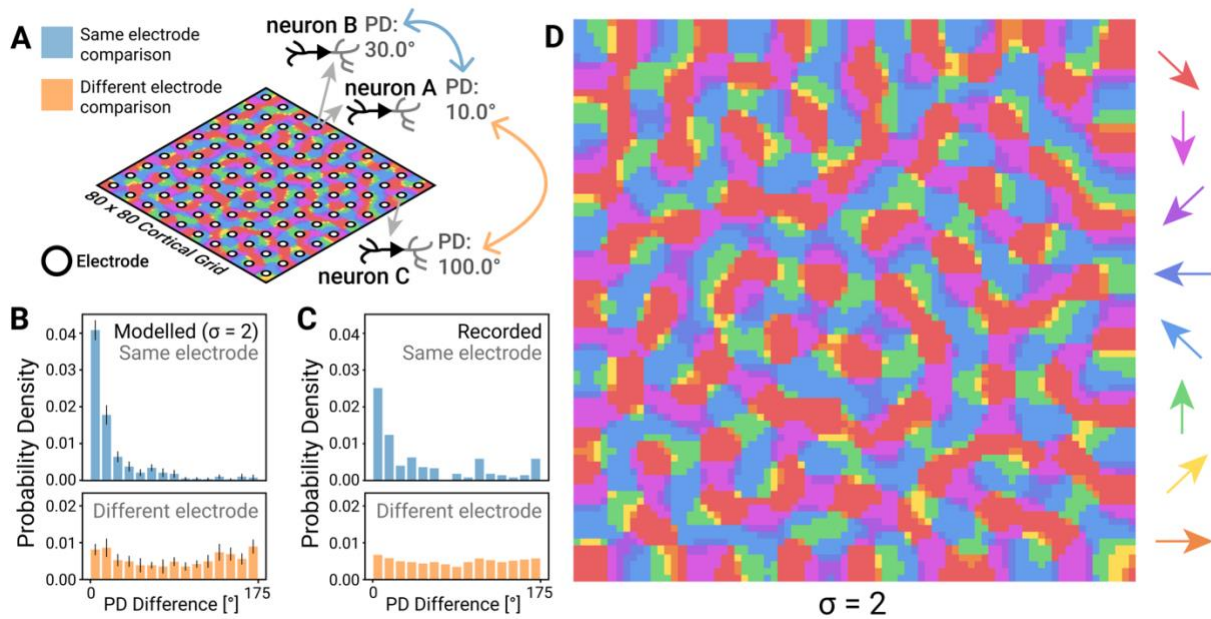 A
Same electrode
comparison
Different electrode
comparison
neuron B
PD:
30.0°
neuron A
PD:
10.0°
80 x 80 Cortical Grid
Electrode
neuron C
PD:
100.0°
B
Modelled (σ = 2)
Same electrode
0.04
0.03
0.02
0.01
0.00
Probability Density
Different electrode
0.02
0.01
0.00
0
175
PD Difference [°]
C
Recorded
Same electrode
0.04
0.03
0.02
0.01
0.00
Probability Density
Different electrode
0.02
0.01
0.00
0
175
PD Difference [°]
D
σ = 2